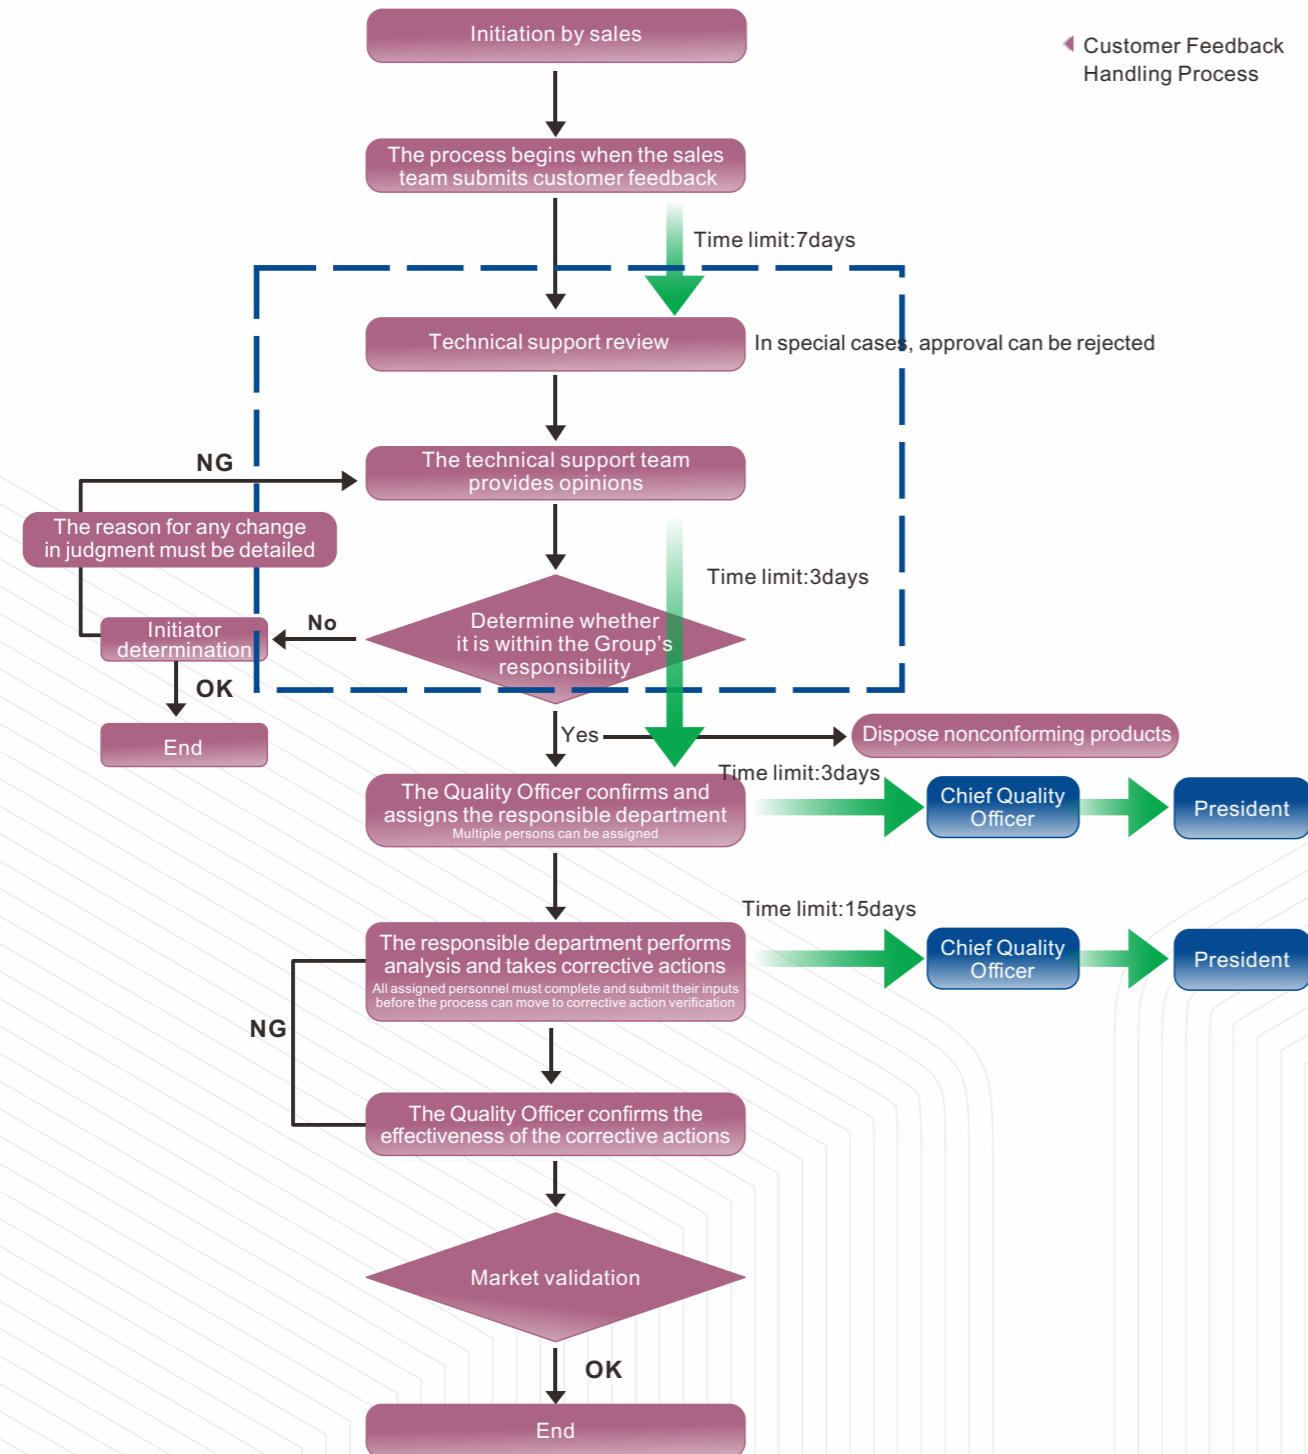 Initiation by sales
Customer Feedback
Handling Process
The process begins when the sales
team submits customer feedback
Time limit:7days
Technical support review
In special cases, approval can be rejected
NG
The technical support team
provides opinions
The reason for any change
in judgment must be detailed
Time limit:3days
Determine whether
it is within the Group's
responsibility
No
Initiator
determination
OK
End
Yes
Dispose nonconforming products
Time limit:3days
The Quality Officer confirms and
assigns the responsible department
Multiple persons can be assigned
Chief Quality
Officer
President
Time limit:15days
The responsible department performs
analysis and takes corrective actions
All assigned personnel must complete and submit their inputs
before the process can move to corrective action verification
Chief Quality
Officer
President
NG
The Quality Officer confirms the
effectiveness of the corrective actions
Market validation
OK
End